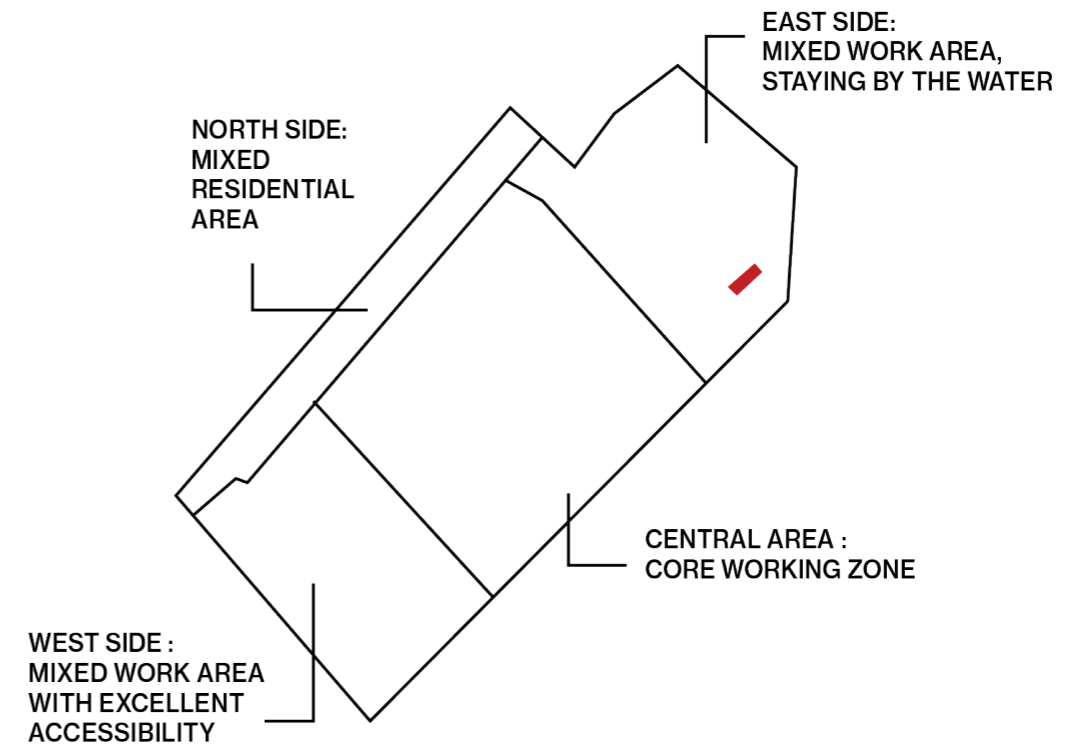 EAST SIDE:
MIXED WORK AREA,
STAYING BY THE WATER
NORTH SIDE:
MIXED
RESIDENTIAL
AREA
CENTRAL AREA :
CORE WORKING ZONE
WEST SIDE :
MIXED WORK AREA
WITH EXCELLENT
ACCESSIBILITY